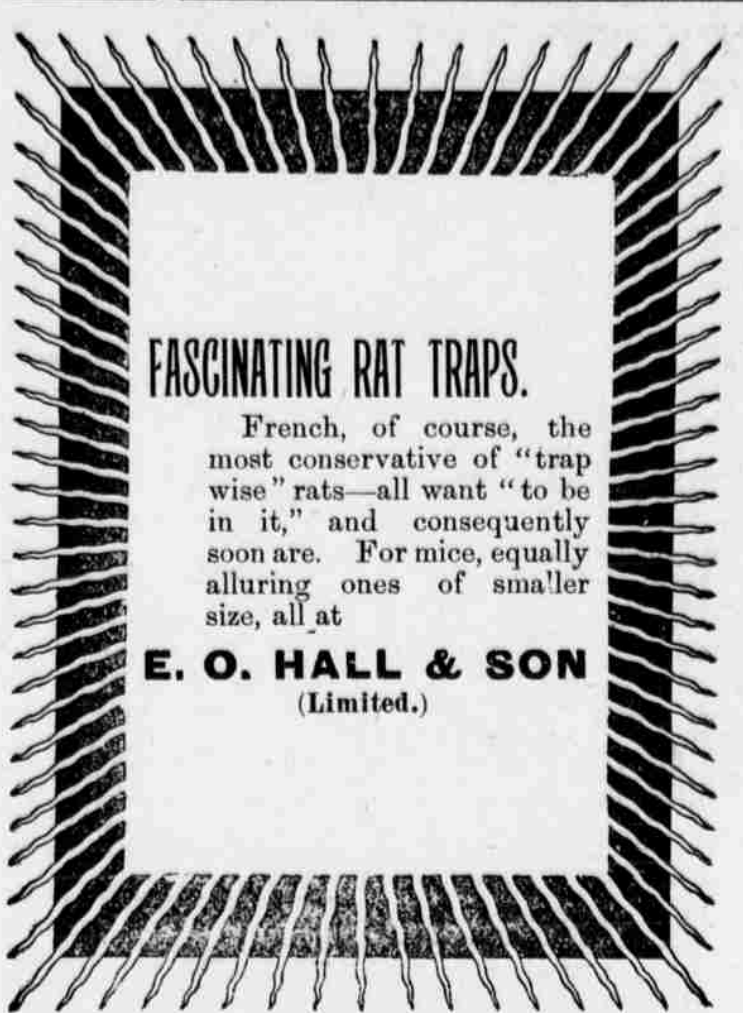 FASCINATING RAT TRAPS.
French, of course, the
most conservative of "trap
wise" rats—all want "to be
in it," and consequently
soon are. For mice, equally
alluring ones of smaller
size, all at
E. O. HALL & SON
(Limited.)